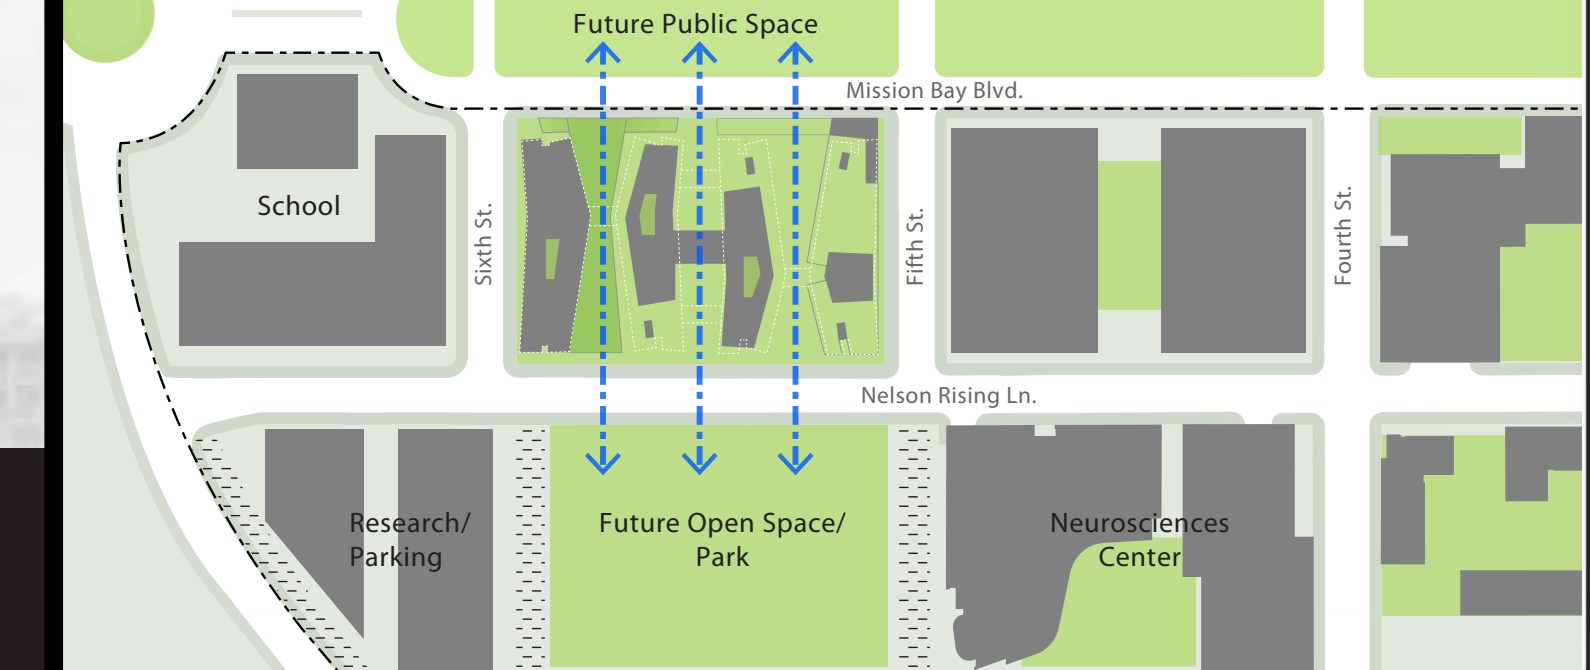 Future Public Space
Mission Bay Blvd.
School
Sixth St.
Fifth St.
Fourth St.
Nelson Rising Ln.
Research/
Parking
Future Open Space/
Park
Neurosciences
Center